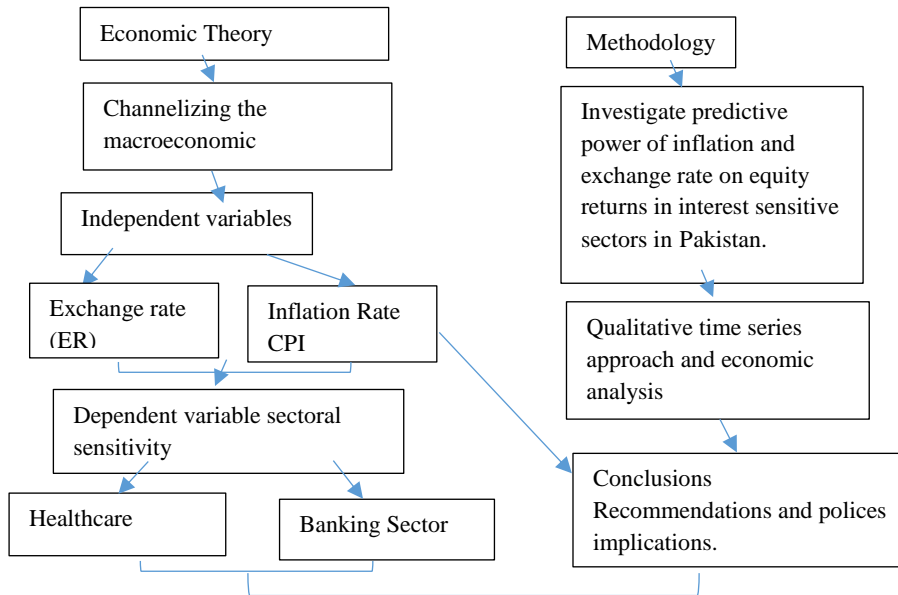 Economic Theory
Channelizing the
macroeconomic
Independent variables
Exchange rate
(ER)
Inflation Rate
CPI
Dependent variable sectoral
sensitivity
Healthcare
Banking Sector
Methodology
Investigate predictive
power of inflation and
exchange rate on equity
returns in interest sensitive
sectors in Pakistan.
Qualitative time series
approach and economic
analysis
Conclusions
Recommendations and polices
implications.